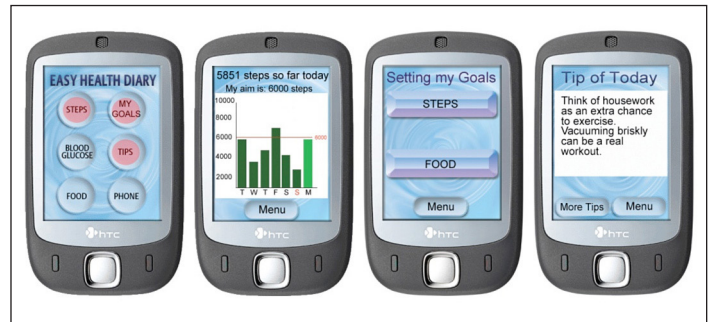 EASY HEALTH DIARY
STEPS
MY
GOALS
BLOOD
GLUCOSE
TIPS
FOOD
PHONE
hTC
5851 steps so far today
My aim is: 6000 steps
10000
8000
6000
6000
4000
2000
T W T F S S M
Menu
hTC
Setting my Goals
STEPS
FOOD
Menu
hTC
Tip of Today
Think of housework
as an extra chance
to exercise.
Vacuuming briskly
can be a real
workout.
More Tips
Menu
hTC